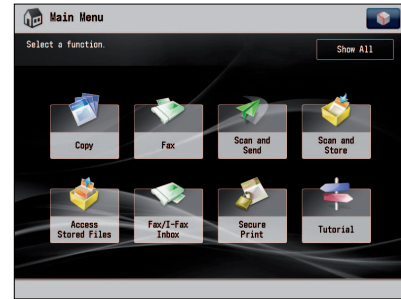 Main Menu
Select a function.
Show All
Copy
Fax
Scan and
Send
Scan and
Store
Access
Stored Files
Fax/I-Fax
Inbox
Secure
Print
Tutorial